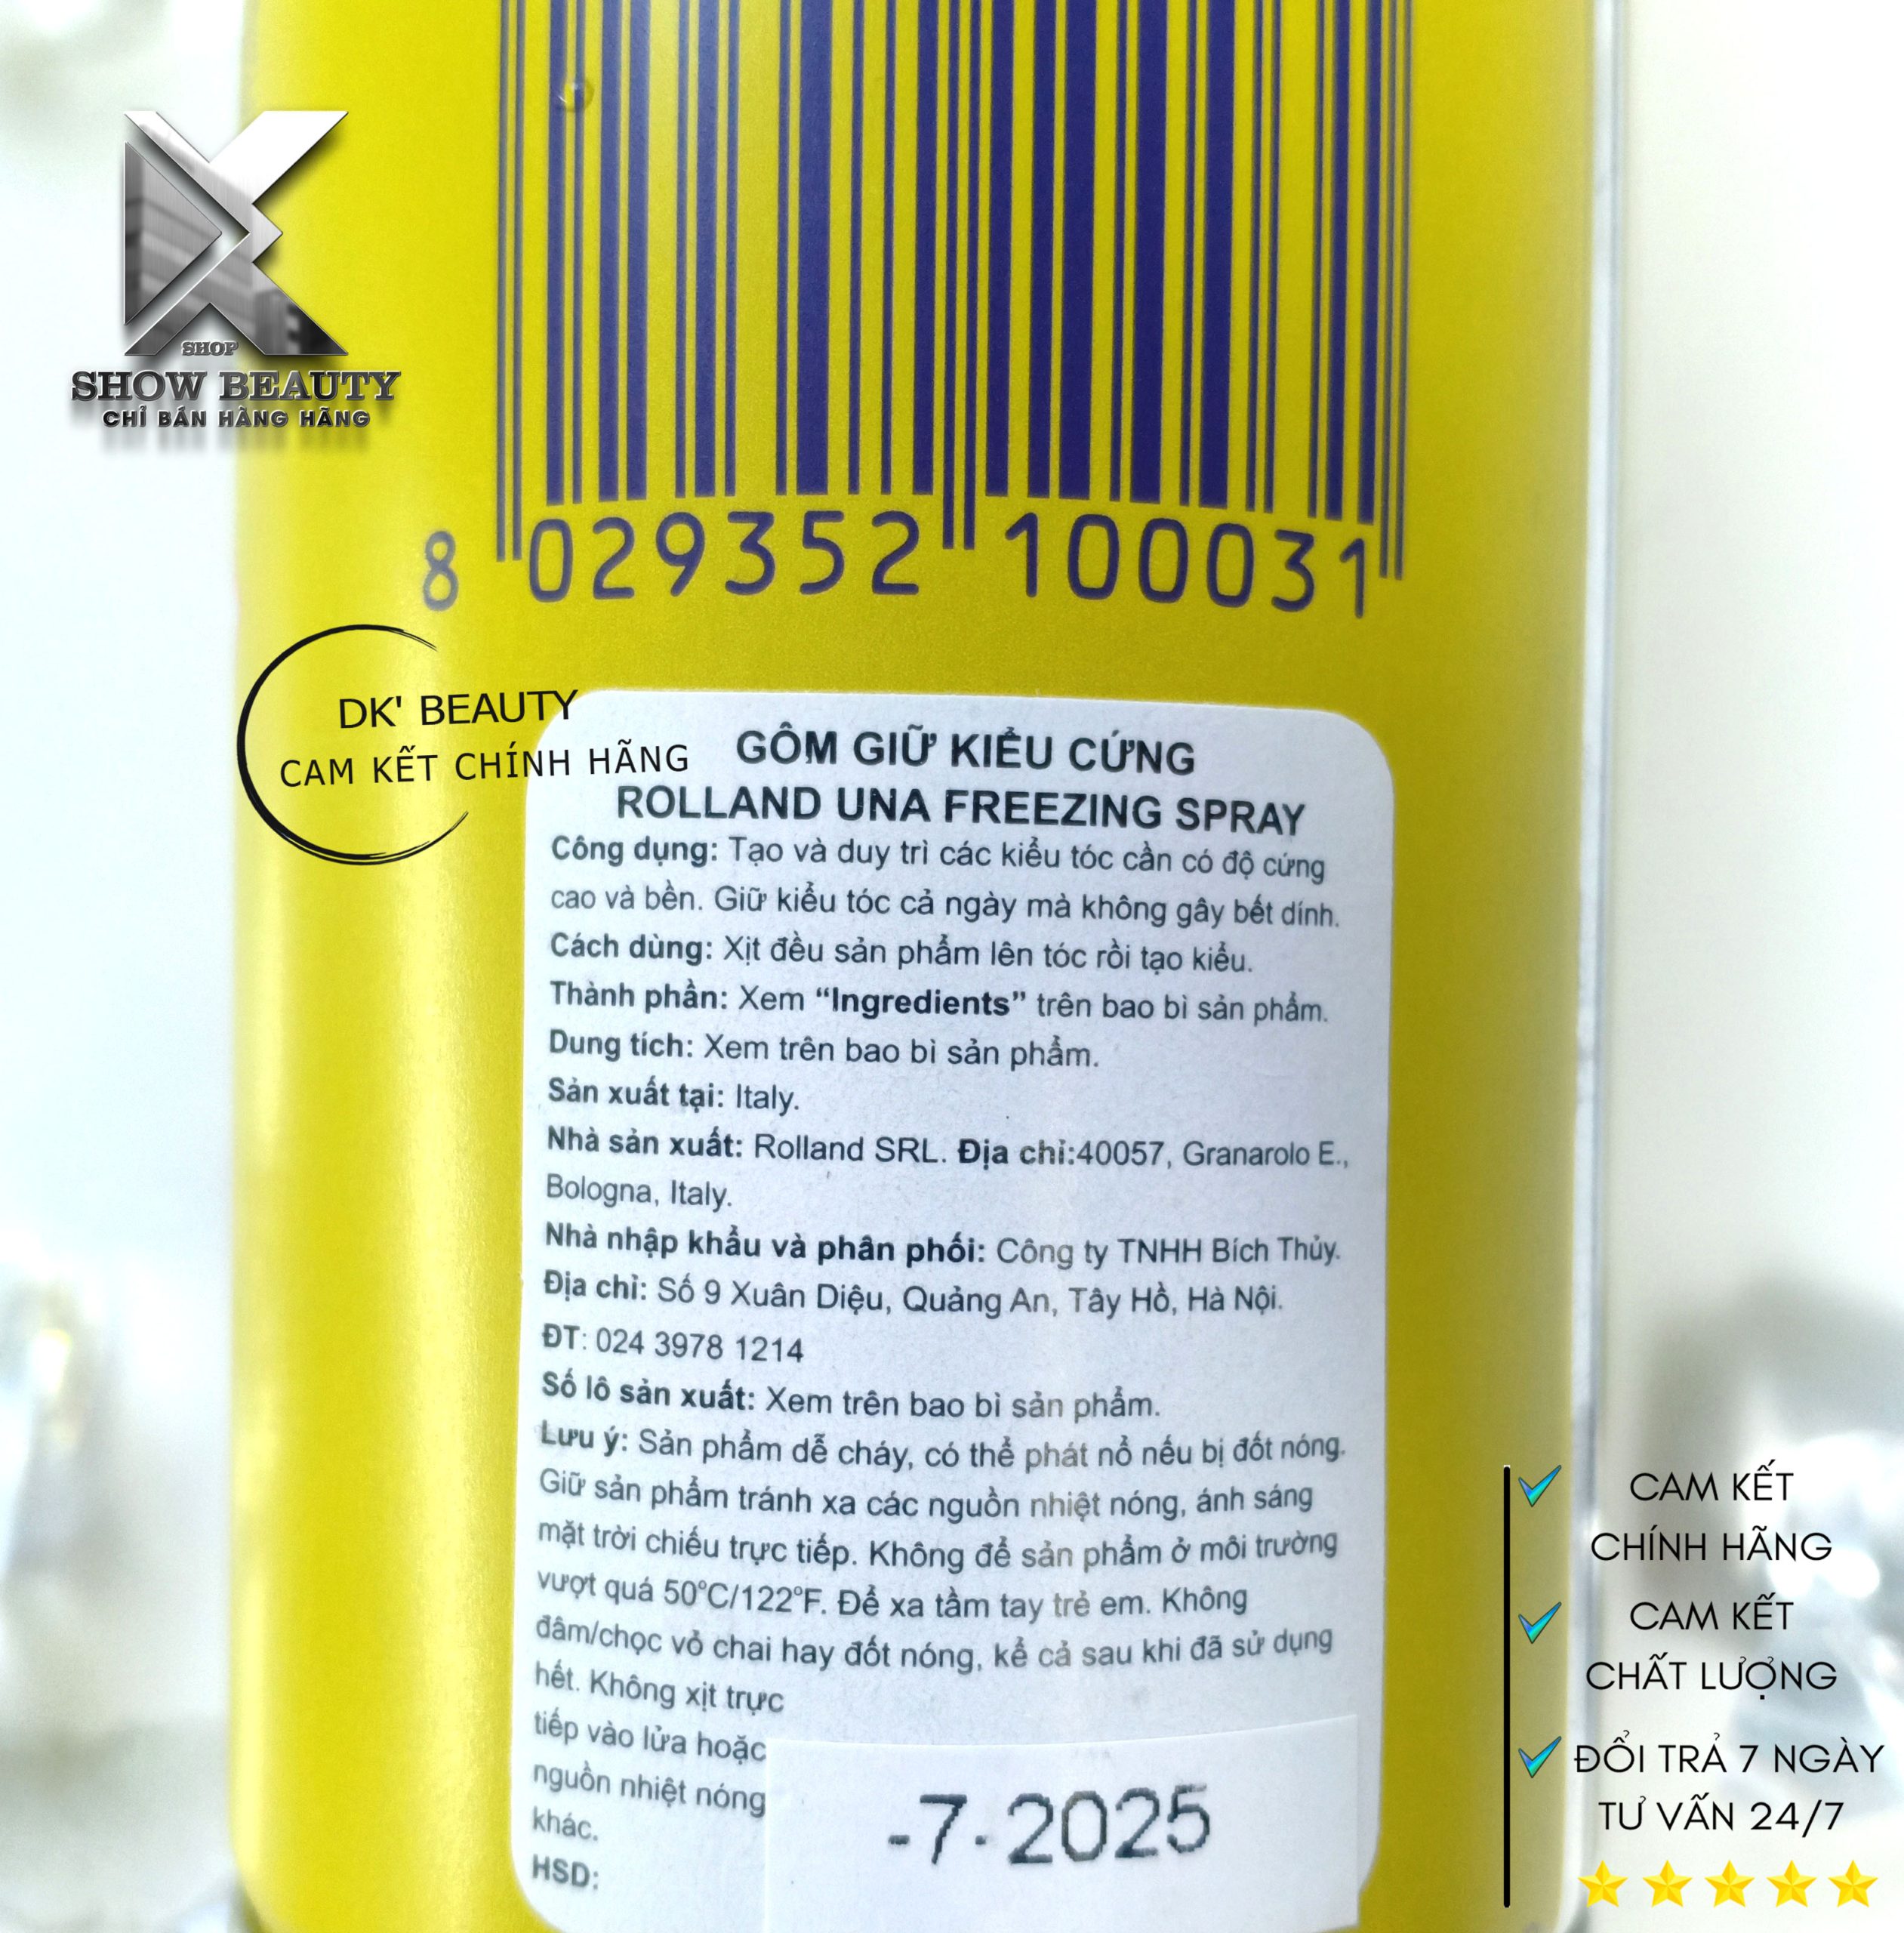 SHOP
SHOW BEAUTY
CHỈ BÁN HÀNG HÃNG
8 029352 100031
DK' BEAUTY
CAM KẾT CHÍNH HÃNG
GÔM GIỮ KIỂU CỨNG
ROLLAND UNA FREEZING SPRAY
Công dụng: Tạo và duy trì các kiểu tóc cần có độ cứng
cao và bền. Giữ kiểu tóc cả ngày mà không gây bết dính.
Cách dùng: Xịt đều sản phẩm lên tóc rồi tạo kiểu.
Thành phần: Xem “Ingredients” trên bao bì sản phẩm.
Dung tích: Xem trên bao bì sản phẩm.
Sản xuất tại: Italy.
Nhà sản xuất: Rolland SRL. Địa chỉ:40057, Granarolo E.,
Bologna, Italy.
Nhà nhập khẩu và phân phối: Công ty TNHH Bích Thủy.
Địa chỉ: Số 9 Xuân Diệu, Quảng An, Tây Hồ, Hà Nội.
ĐT: 024 3978 1214
Số lô sản xuất: Xem trên bao bì sản phẩm.
Lưu ý: Sản phẩm dễ cháy, có thể phát nổ nếu bị đốt nóng.
Giữ sản phẩm tránh xa các nguồn nhiệt nóng, ánh sáng
mặt trời chiếu trực tiếp. Không để sản phẩm ở môi trường
vượt quá 50°C/122°F. Để xa tầm tay trẻ em. Không
đâm/chọc vỏ chai hay đốt nóng, kể cả sau khi đã sử dụng
hết. Không xịt trực
tiếp vào lửa hoặc
nguồn nhiệt nóng
khác.
HSD:
-7-2025
CAM KẾT
CHÍNH HÃNG
CAM KẾT
CHẤT LƯỢNG
ĐỔI TRẢ 7 NGÀY
TƯ VẤN 24/7